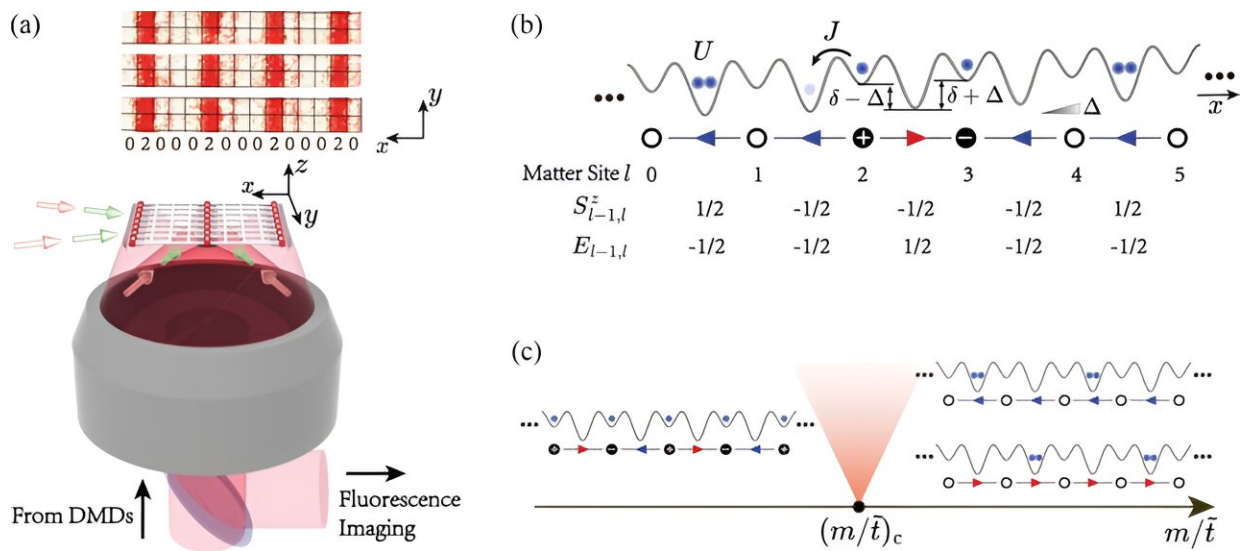 (a)
y
x
0 2 0 0 0 2 0 0 0 2 0 0 0 2 0
z
x
y
From DMDs
Fluorescence
Imaging
(b)
U
J
δ − Δ
δ + Δ
Δ
x
+ −
Matter Site l 0 1 2 3 4 5
S^z_{l−1,l} 1/2 -1/2 -1/2 -1/2 1/2
E_{l−1,l} -1/2 -1/2 1/2 -1/2 -1/2
(c)
+ − + − +
(m/t̃)_c
m/t̃